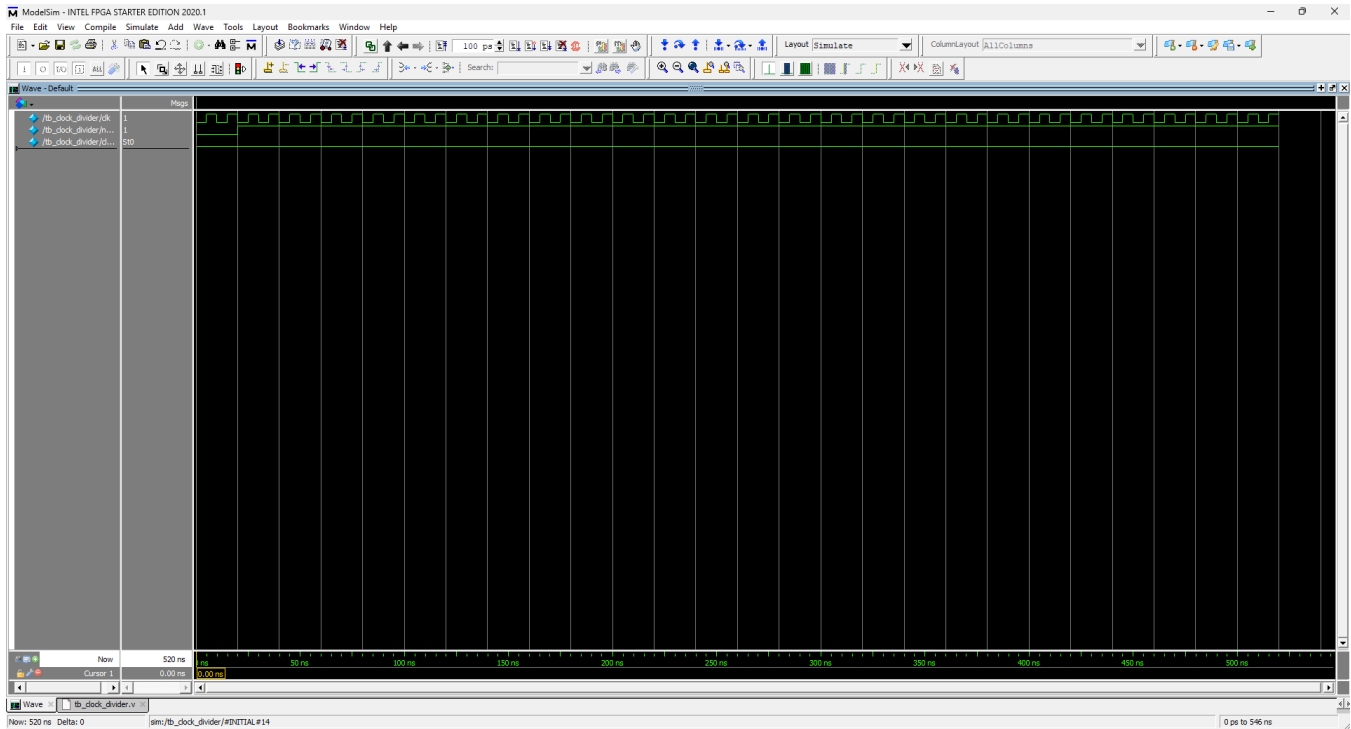 ModelSim - INTEL FPGA STARTER EDITION 2020.1
File Edit View Compile Simulate Add Wave Tools Layout Bookmarks Window Help
100 ps Layout Simulate ColumnLayout AllColumns
Search:
Wave - Default
Msgs
/tb_clock_divider/clk 1
/tb_clock_divider/n... 1
/tb_clock_divider/d... St0
Now 520 ns ns 50 ns 100 ns 150 ns 200 ns 250 ns 300 ns 350 ns 400 ns 450 ns 500 ns
Cursor 1 0.00 ns 0.00 ns
Wave tb_clock_divider.v
Now: 520 ns Delta: 0 sim:/tb_clock_divider/#INITIAL#14 0 ps to 546 ns